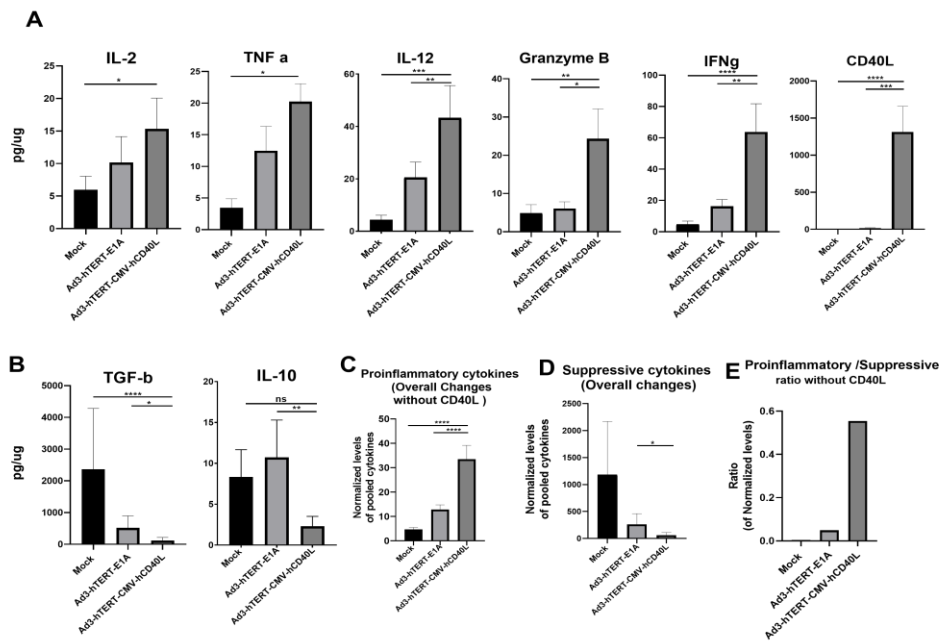 A
IL-2
pg/ug
25
20
15
10
5
0
*
Mock
Ad3-hTERT-E1A
Ad3-hTERT-CMV-hCD40L
TNF a
25
20
15
10
5
0
*
Mock
Ad3-hTERT-E1A
Ad3-hTERT-CMV-hCD40L
IL-12
60
40
20
0
***
**
Mock
Ad3-hTERT-E1A
Ad3-hTERT-CMV-hCD40L
Granzyme B
50
40
30
20
10
0
**
*
Mock
Ad3-hTERT-E1A
Ad3-hTERT-CMV-hCD40L
IFNg
100
80
60
40
20
0
****
**
Mock
Ad3-hTERT-E1A
Ad3-hTERT-CMV-hCD40L
CD40L
2000
1500
1000
500
0
****
***
Mock
Ad3-hTERT-E1A
Ad3-hTERT-CMV-hCD40L
B
TGF-b
pg/ug
5000
4000
3000
2000
1000
0
****
*
Mock
Ad3-hTERT-E1A
Ad3-hTERT-CMV-hCD40L
IL-10
20
15
10
5
0
ns
**
Mock
Ad3-hTERT-E1A
Ad3-hTERT-CMV-hCD40L
C
Proinflammatory cytokines
(Overall Changes
without CD40L )
Normalized levels
of pooled cytokines
50
40
30
20
10
0
****
****
Mock
Ad3-hTERT-E1A
Ad3-hTERT-CMV-hCD40L
D
Suppressive cytokines
(Overall changes)
Normalized levels
of pooled cytokines
2500
2000
1500
1000
500
0
*
Mock
Ad3-hTERT-E1A
Ad3-hTERT-CMV-hCD40L
E
Proinflammatory /Suppressive
ratio without CD40L
Ratio
(of Normalized levels)
0.6
0.4
0.2
0.0
Mock
Ad3-hTERT-E1A
Ad3-hTERT-CMV-hCD40L